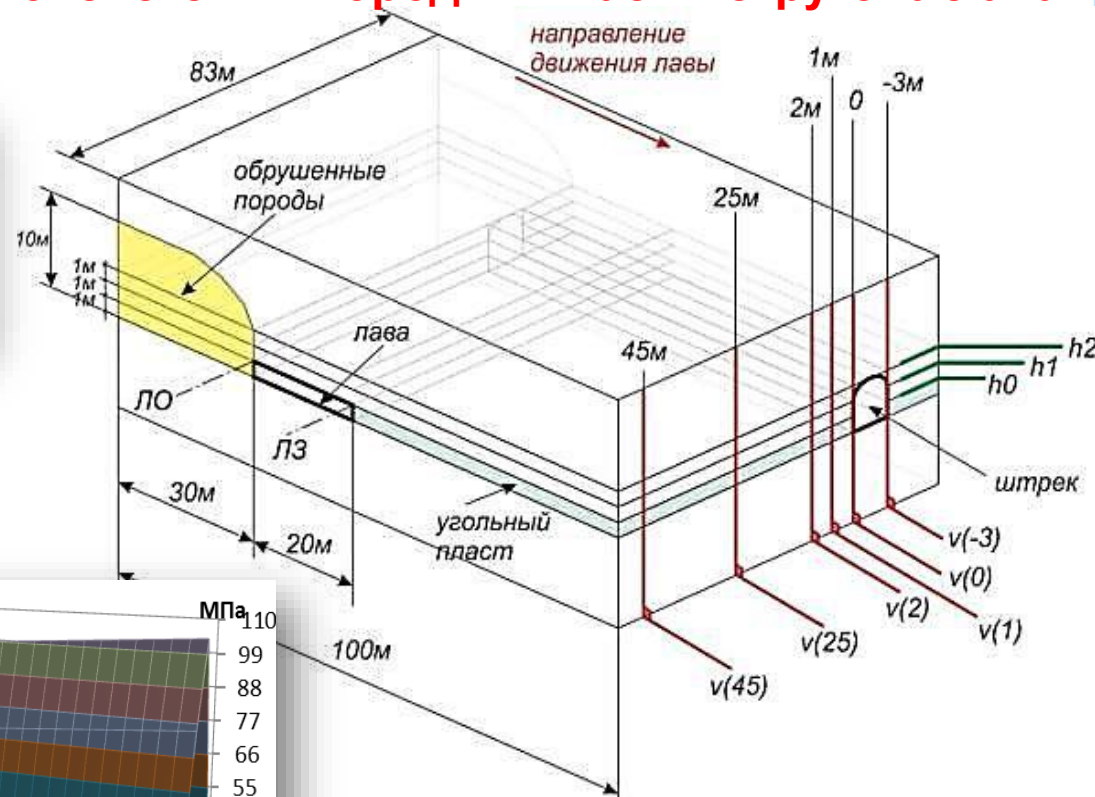 направление
движения лавы
83м
1м
-3м
2м
0
обрушенные
породы
25м
10м
1м
1м
1м
лава
45м
h2
h1
h0
ЛО
ЛЗ
штрек
30м
угольный
пласт
20м
v(-3)
v(0)
v(2)
v(1)
v(25)
v(45)
100м
МПа
110
99
88
77
66
55